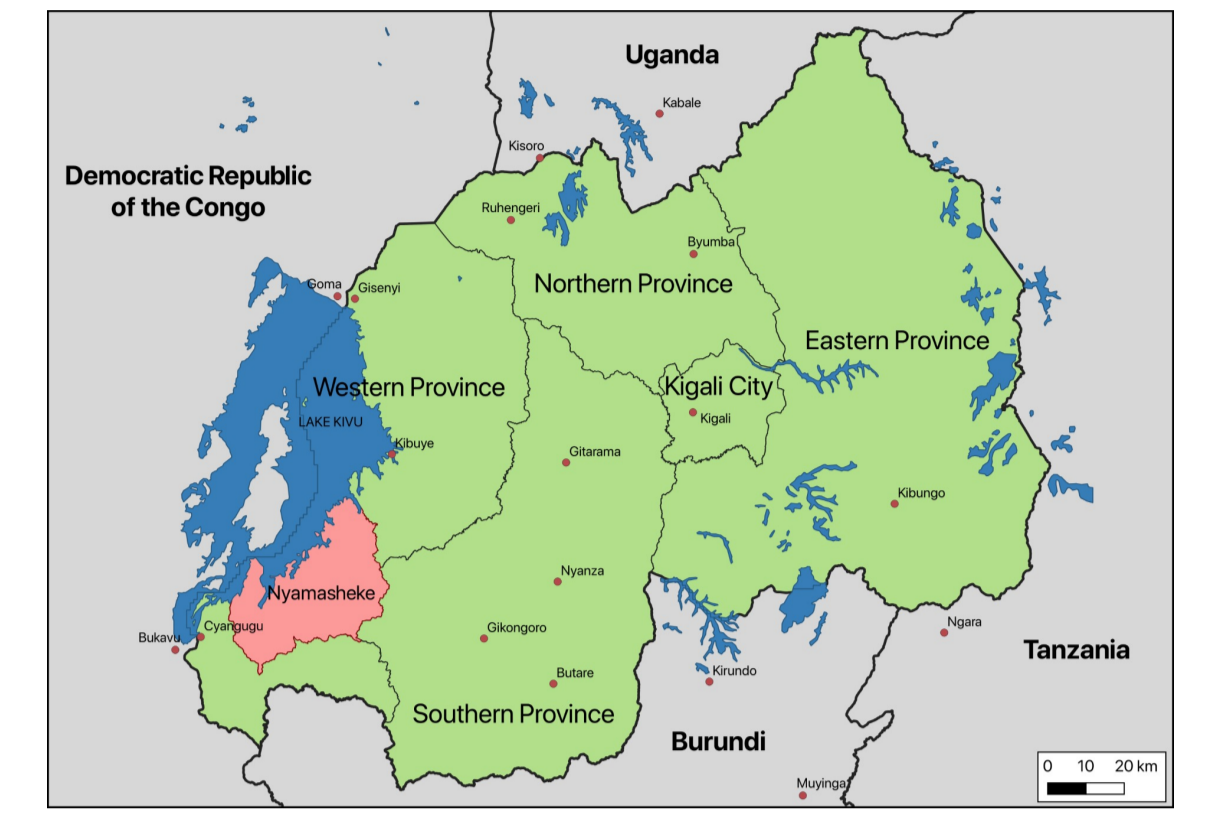 Uganda
Kabale
Kisoro
Democratic Republic
of the Congo
Ruhengeri
Byumba
Goma
Gisenyi
Northern Province
Eastern Province
Western Province
Kigali City
Kigali
LAKE KIVU
Kibuye
Gitarama
Kibungo
Nyanza
Nyamasheke
Cyangugu
Bukavu
Gikongoro
Ngara
Tanzania
Butare
Kirundo
Southern Province
Burundi
0 10 20 km
Muyinga